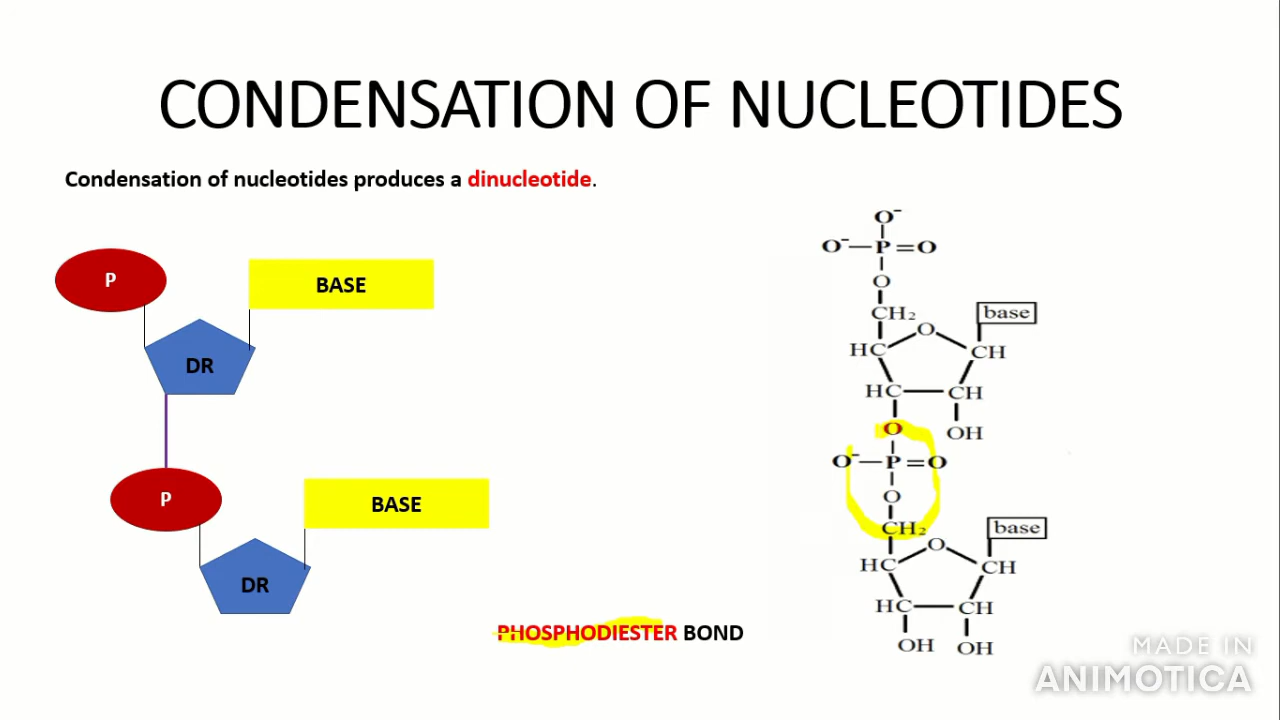 CONDENSATION OF NUCLEOTIDES
Condensation of nucleotides produces a dinucleotide.
P
BASE
DR
P
BASE
DR
PHOSPHODIESTER BOND
O⁻
O⁻—P=O
O
CH₂
base
O
HC
CH
HC
CH
O
OH
O⁻—P=O
O
CH₂
base
O
HC
CH
HC
CH
OH
OH
MADE IN
ANIMOTICA